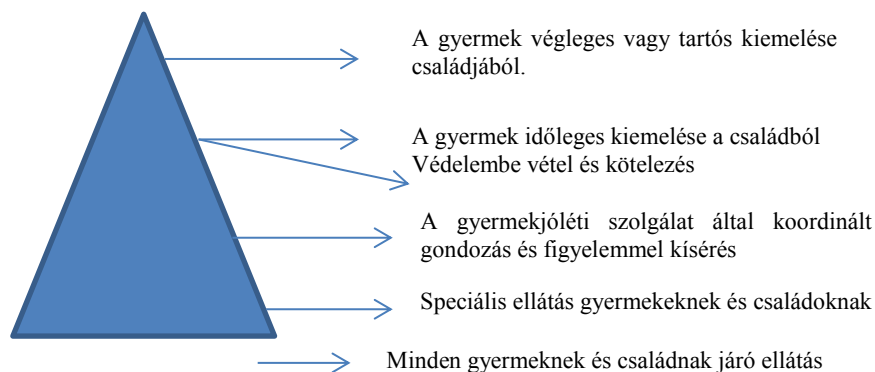 A gyermek végleges vagy tartós kiemelése
családjából.
A gyermek időleges kiemelése a családból
Védelembe vétel és kötelezés
A gyermekjóléti szolgálat által koordinált
gondozás és figyelemmel kísérés
Speciális ellátás gyermekeknek és családoknak
Minden gyermeknek és családnak járó ellátás